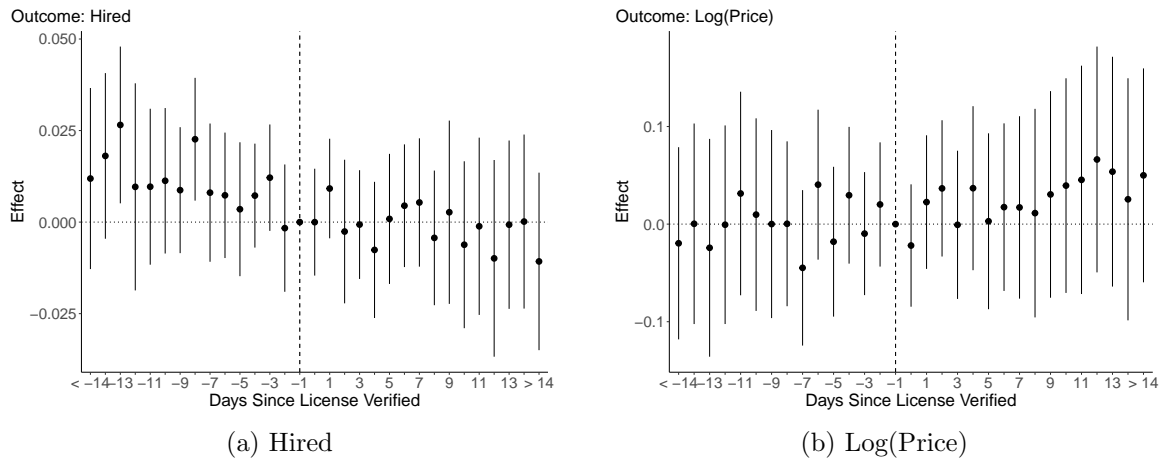 Outcome: Hired
0.050
0.025
0.000
−0.025
Effect
< −14 −13 −11 −9 −7 −5 −3 −1 1 3 5 7 9 11 13 > 14
Days Since License Verified
(a) Hired
Outcome: Log(Price)
0.1
0.0
−0.1
Effect
< −14 −13 −11 −9 −7 −5 −3 −1 1 3 5 7 9 11 13 > 14
Days Since License Verified
(b) Log(Price)